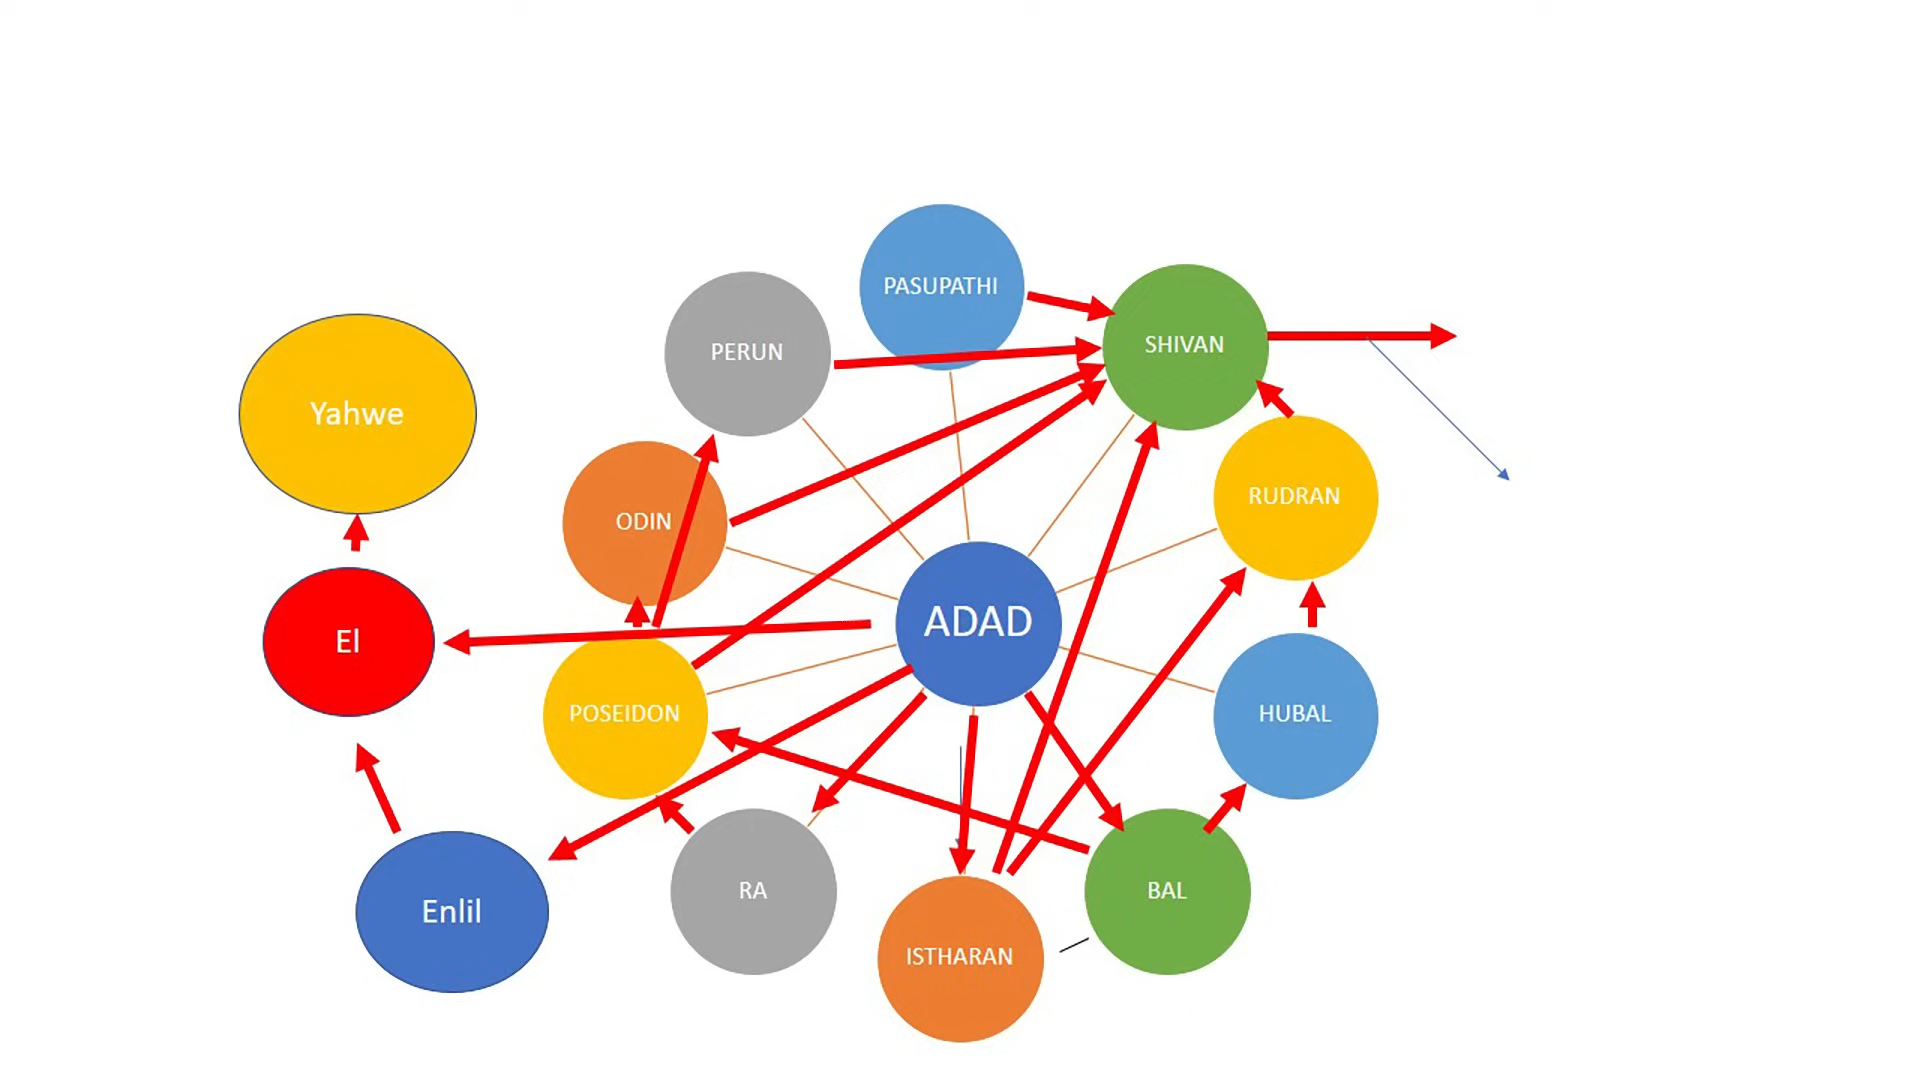 PASUPATHI
PERUN
SHIVAN
Yahwe
RUDRAN
ODIN
ADAD
El
POSEIDON
HUBAL
RA
BAL
Enlil
ISTHARAN